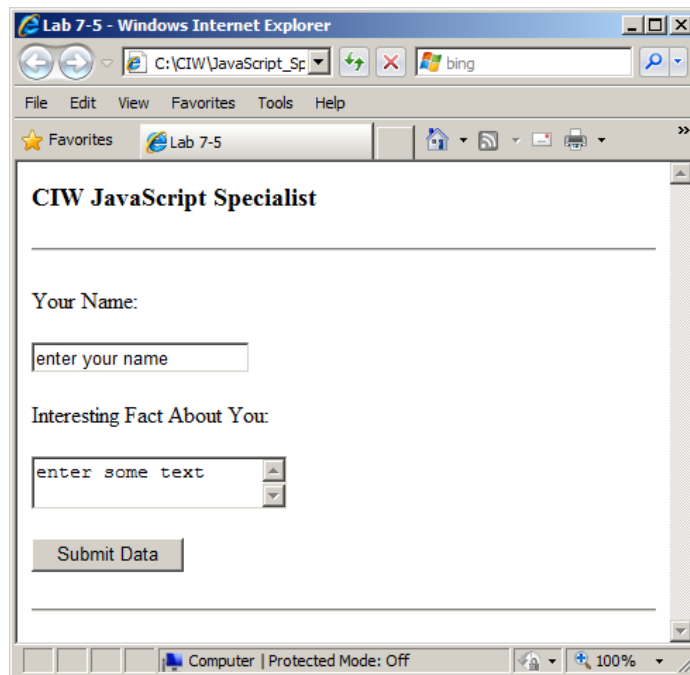 Lab 7-5 - Windows Internet Explorer
C:\CIW\JavaScript_Sp
bing
File Edit View Favorites Tools Help
Favorites Lab 7-5 »
CIW JavaScript Specialist
Your Name:
enter your name
Interesting Fact About You:
enter some text
Submit Data
Computer | Protected Mode: Off 100%